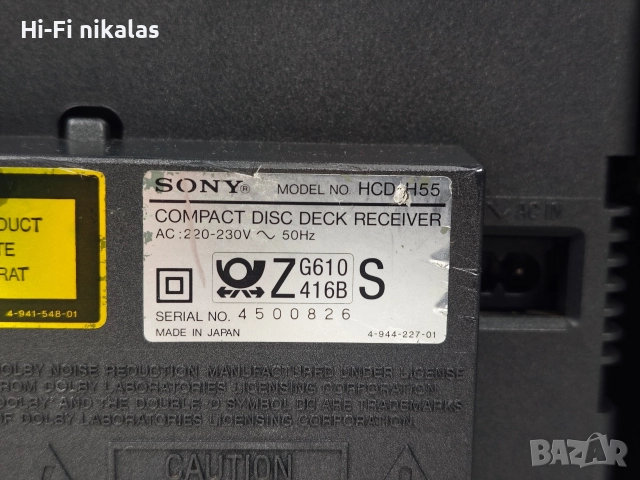 Hi-Fi nikalas
SONY® MODEL NO. HCD-H55
COMPACT DISC DECK RECEIVER
AC:220-230V ~ 50Hz
Z G610 416B S
SERIAL NO. 4500826
MADE IN JAPAN 4-944-227-01
DUCT
TE
RAT
4-941-548-01
~ AC IN
DOLBY NOISE REDUCTION MANUFACTURED UNDER LICENSE
FROM DOLBY LABORATORIES LICENSING CORPORATION.
"DOLBY" AND THE DOUBLE-D SYMBOL DD ARE TRADEMARKS
OF DOLBY LABORATORIES LICENSING CORPORATION.
CAUTION
BAZAR